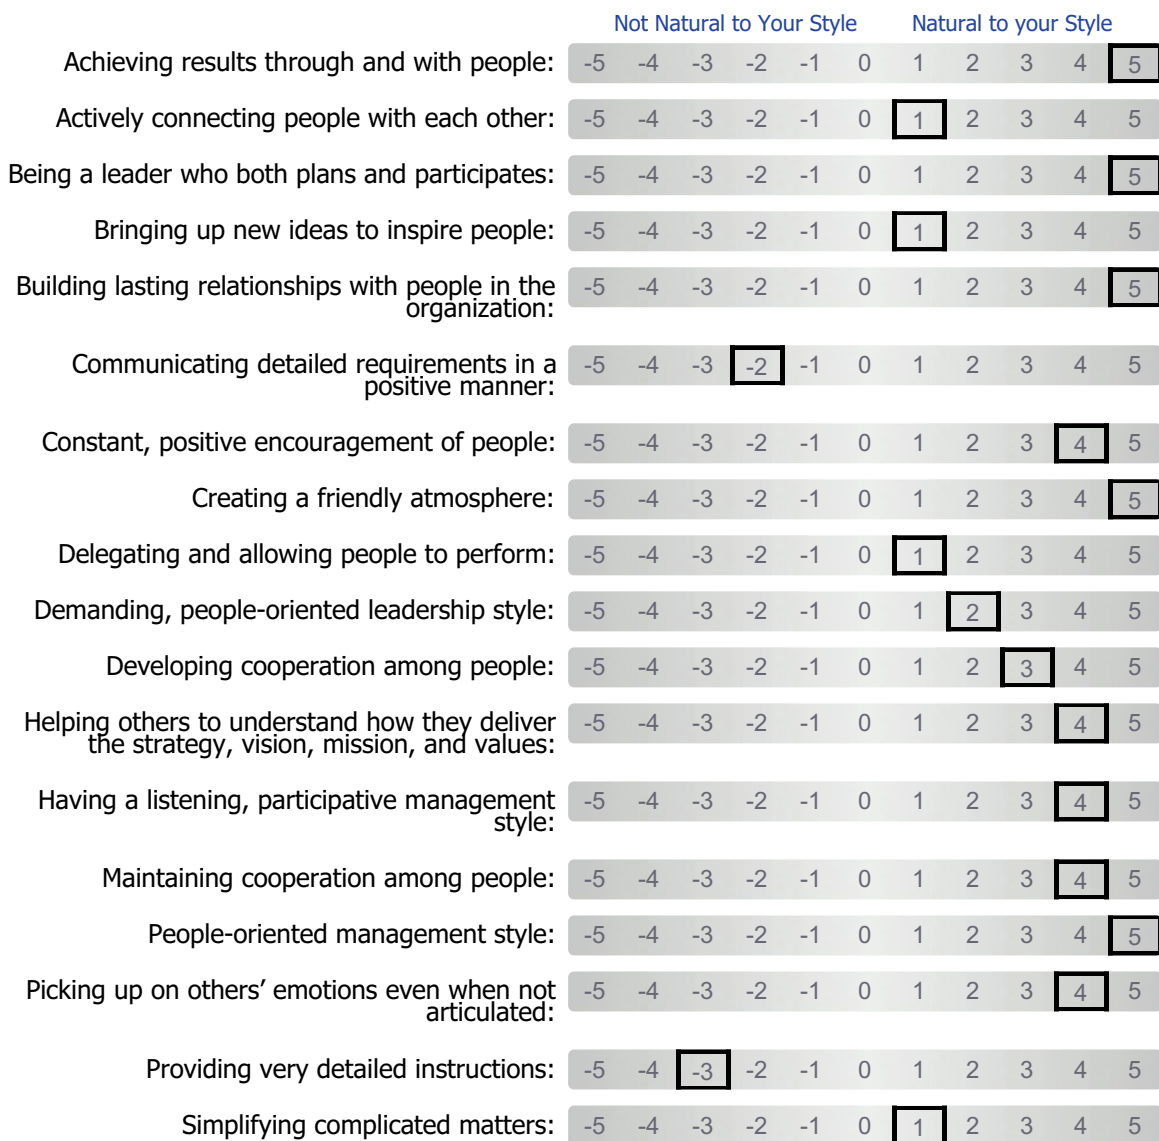 Not Natural to Your Style Natural to your Style
Achieving results through and with people: -5 -4 -3 -2 -1 0 1 2 3 4 5
Actively connecting people with each other: -5 -4 -3 -2 -1 0 1 2 3 4 5
Being a leader who both plans and participates: -5 -4 -3 -2 -1 0 1 2 3 4 5
Bringing up new ideas to inspire people: -5 -4 -3 -2 -1 0 1 2 3 4 5
Building lasting relationships with people in the
organization: -5 -4 -3 -2 -1 0 1 2 3 4 5
Communicating detailed requirements in a
positive manner: -5 -4 -3 -2 -1 0 1 2 3 4 5
Constant, positive encouragement of people: -5 -4 -3 -2 -1 0 1 2 3 4 5
Creating a friendly atmosphere: -5 -4 -3 -2 -1 0 1 2 3 4 5
Delegating and allowing people to perform: -5 -4 -3 -2 -1 0 1 2 3 4 5
Demanding, people-oriented leadership style: -5 -4 -3 -2 -1 0 1 2 3 4 5
Developing cooperation among people: -5 -4 -3 -2 -1 0 1 2 3 4 5
Helping others to understand how they deliver
the strategy, vision, mission, and values: -5 -4 -3 -2 -1 0 1 2 3 4 5
Having a listening, participative management
style: -5 -4 -3 -2 -1 0 1 2 3 4 5
Maintaining cooperation among people: -5 -4 -3 -2 -1 0 1 2 3 4 5
People-oriented management style: -5 -4 -3 -2 -1 0 1 2 3 4 5
Picking up on others’ emotions even when not
articulated: -5 -4 -3 -2 -1 0 1 2 3 4 5
Providing very detailed instructions: -5 -4 -3 -2 -1 0 1 2 3 4 5
Simplifying complicated matters: -5 -4 -3 -2 -1 0 1 2 3 4 5